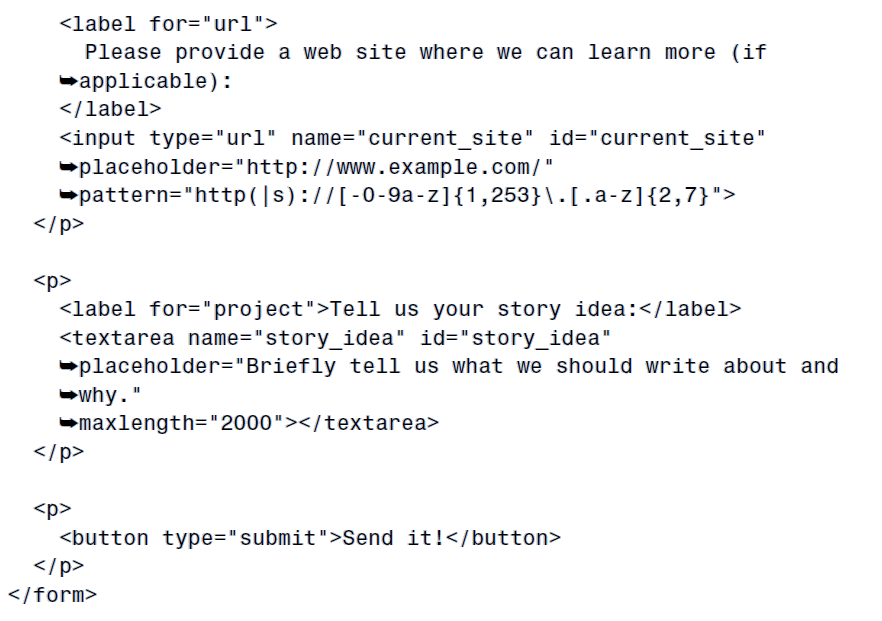 <label for="url">
Please provide a web site where we can learn more (if
➥applicable):
</label>
<input type="url" name="current_site" id="current_site"
➥placeholder="http://www.example.com/"
➥pattern="http(|s)://[-0-9a-z]{1,253}\.[.a-z]{2,7}">
</p>
<p>
<label for="project">Tell us your story idea:</label>
<textarea name="story_idea" id="story_idea"
➥placeholder="Briefly tell us what we should write about and
➥why."
➥maxlength="2000"></textarea>
</p>
<p>
<button type="submit">Send it!</button>
</p>
</form>